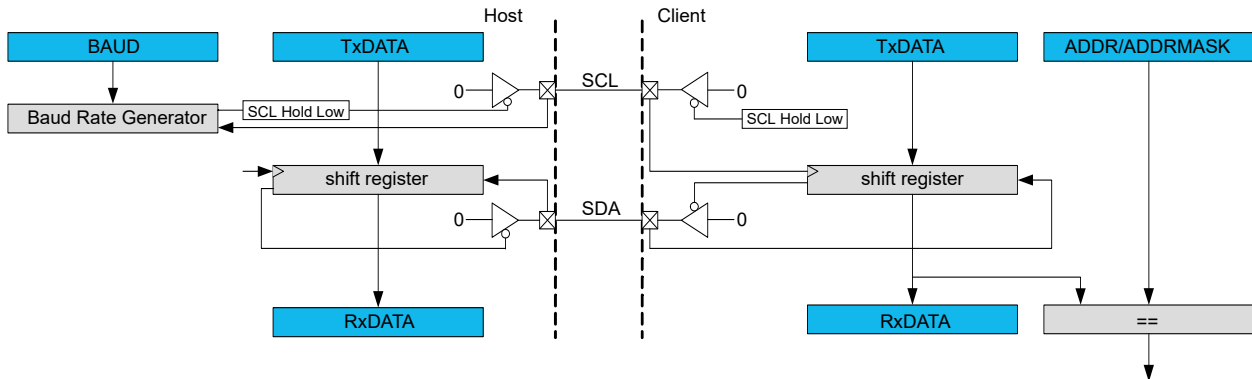 Host
Client
BAUD
TxDATA
TxDATA
ADDR/ADDRMASK
0
SCL
0
Baud Rate Generator
SCL Hold Low
SCL Hold Low
shift register
shift register
0
SDA
0
RxDATA
RxDATA
==